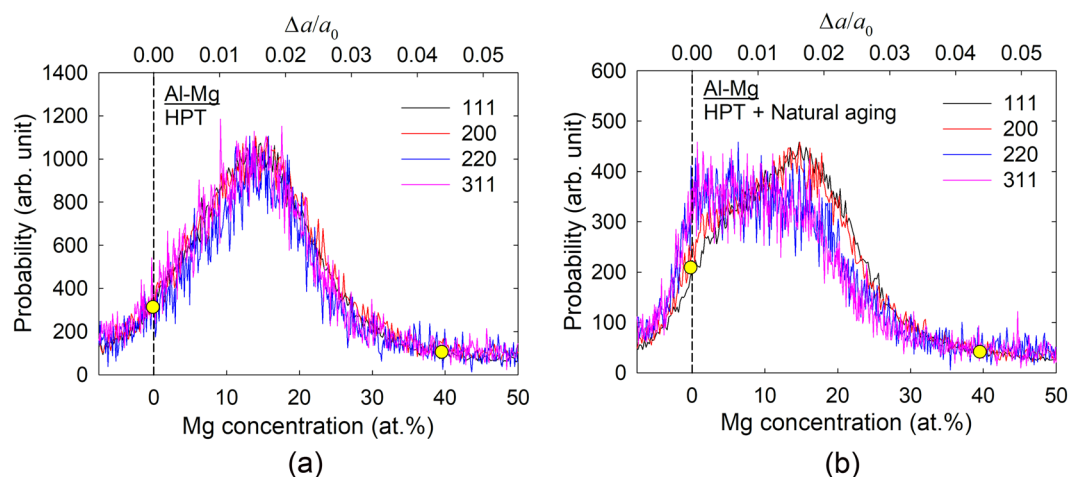 Δa/a0
0.00 0.01 0.02 0.03 0.04 0.05
1400
1200
1000
800
600
400
200
0
Probability (arb. unit)
Al-Mg
HPT
111
200
220
311
0 10 20 30 40 50
Mg concentration (at.%)
(a)
Δa/a0
0.00 0.01 0.02 0.03 0.04 0.05
600
500
400
300
200
100
0
Probability (arb. unit)
Al-Mg
HPT + Natural aging
111
200
220
311
0 10 20 30 40 50
Mg concentration (at.%)
(b)